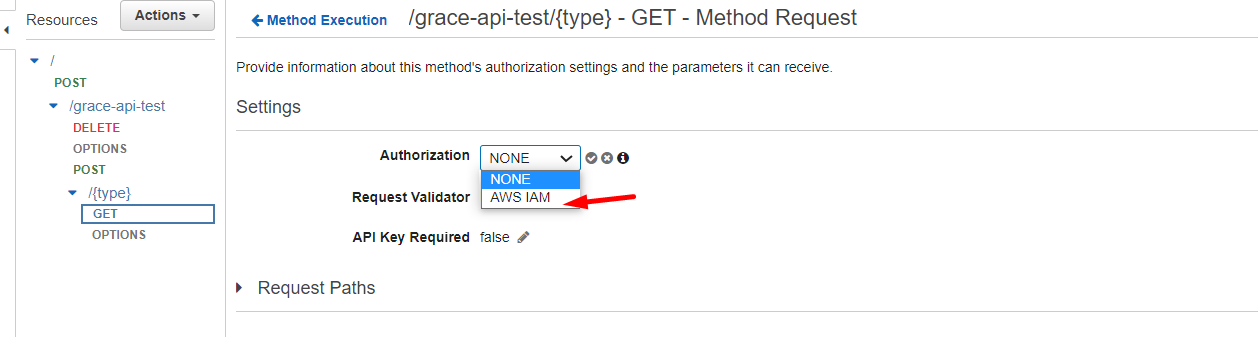 Resources
Actions
/
POST
/grace-api-test
DELETE
OPTIONS
POST
/{type}
GET
OPTIONS
Method Execution /grace-api-test/{type} - GET - Method Request
Provide information about this method's authorization settings and the parameters it can receive.
Settings
Authorization NONE
NONE
AWS IAM
Request Validator
API Key Required false
Request Paths